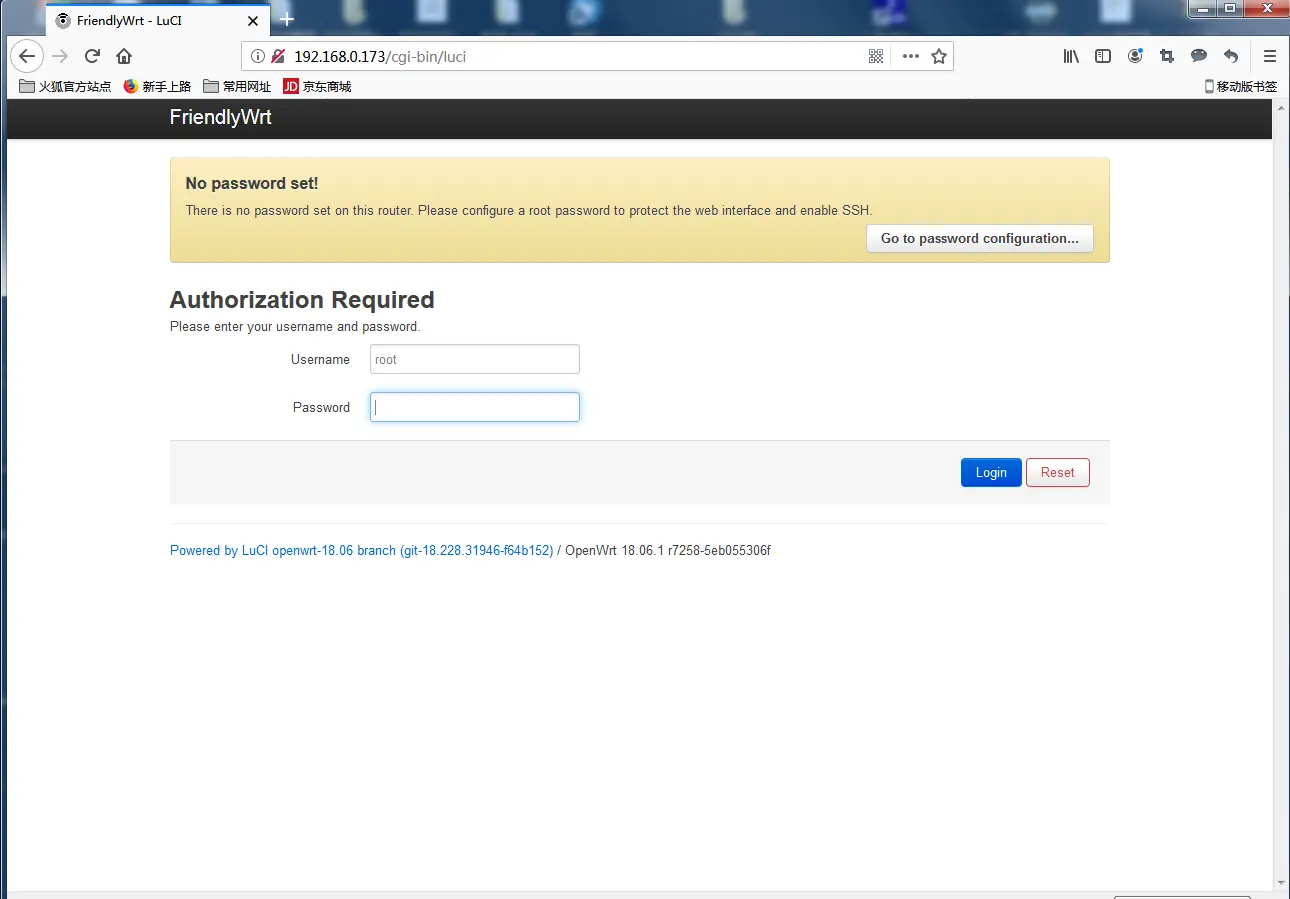 FriendlyWrt - LuCI
192.168.0.173/cgi-bin/luci
火狐官方站点 新手上路 常用网址 JD 京东商城 移动版书签
FriendlyWrt
No password set!
There is no password set on this router. Please configure a root password to protect the web interface and enable SSH.
Go to password configuration...
Authorization Required
Please enter your username and password.
Username root
Password
Login Reset
Powered by LuCI openwrt-18.06 branch (git-18.228.31946-f64b152) / OpenWrt 18.06.1 r7258-5eb055306f